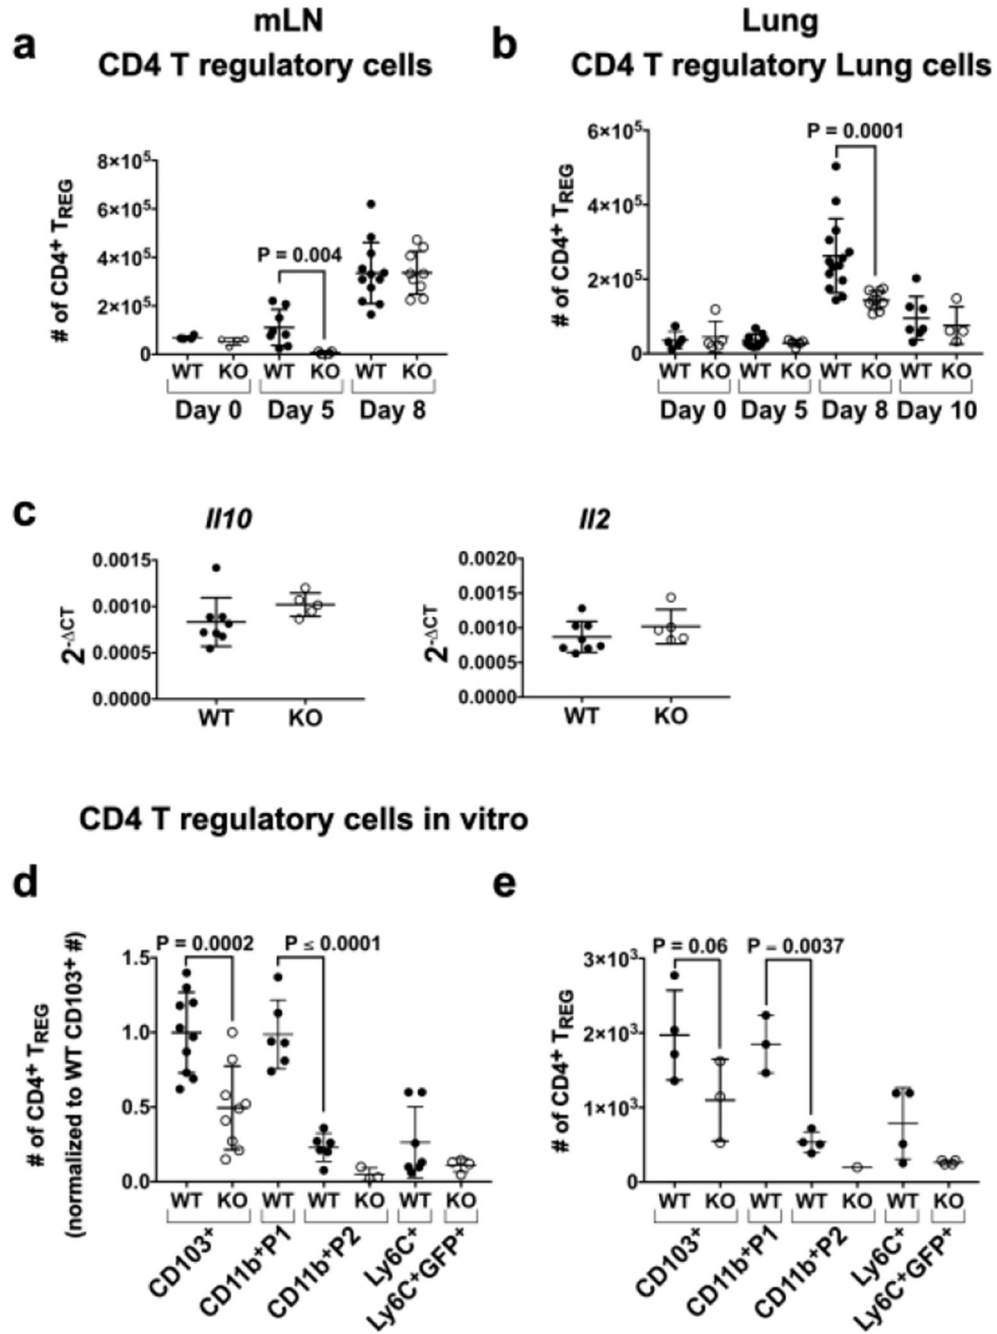 a
mLN
CD4 T regulatory cells
# of CD4⁺ T_REG
8×10⁵
6×10⁵
4×10⁵
2×10⁵
0
P = 0.004
WT KO WT KO WT KO
Day 0 Day 5 Day 8
b
Lung
CD4 T regulatory Lung cells
# of CD4⁺ T_REG
6×10⁵
4×10⁵
2×10⁵
0
P = 0.0001
WT KO WT KO WT KO WT KO
Day 0 Day 5 Day 8 Day 10
c
Il10
2^-ΔCT
0.0015
0.0010
0.0005
0.0000
WT KO
Il2
2^-ΔCT
0.0020
0.0015
0.0010
0.0005
0.0000
WT KO
CD4 T regulatory cells in vitro
d
# of CD4⁺ T_REG
(normalized to WT CD103⁺ #)
1.5
1.0
0.5
0.0
P = 0.0002 P ≤ 0.0001
WT KO WT WT KO WT KO
CD103⁺ CD11b⁺P1 CD11b⁺P2 Ly6C⁺ Ly6C⁺GFP⁺
e
# of CD4⁺ T_REG
3×10³
2×10³
1×10³
0
P = 0.06 P – 0.0037
WT KO WT WT KO WT KO
CD103⁺ CD11b⁺P1 CD11b⁺P2 Ly6C⁺ Ly6C⁺GFP⁺